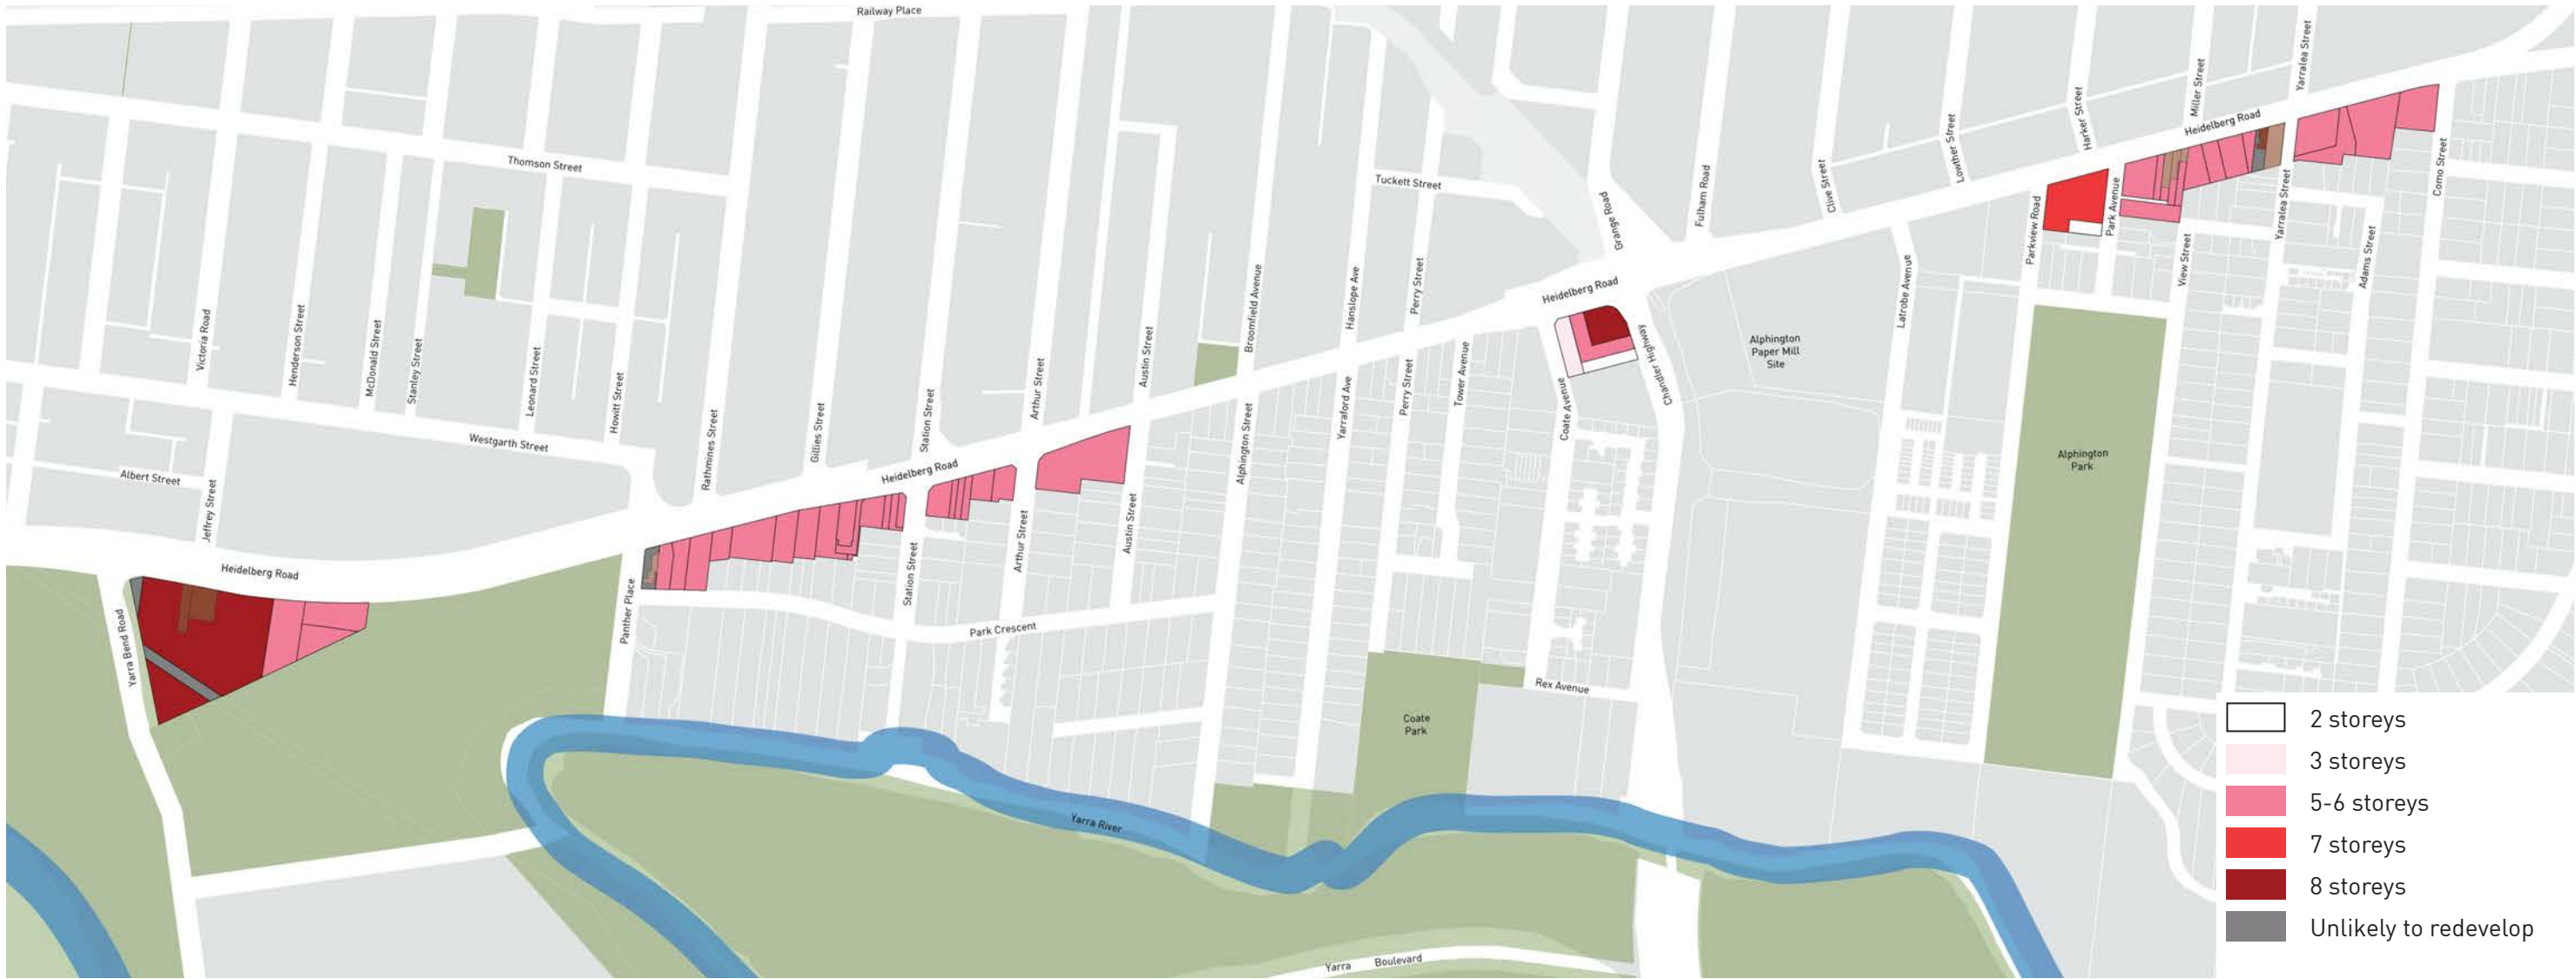 Railway Place
Thomson Street
Tuckett Street
Victoria Road
Henderson Street
McDonald Street
Stanley Street
Leonard Street
Howitt Street
Rathmines Street
Gillies Street
Station Street
Arthur Street
Austin Street
Broomfield Avenue
Hanslope Ave
Perry Street
Grange Road
Fulham Road
Clive Street
Lowther Street
Harker Street
Miller Street
Yarralea Street
Heidelberg Road
Heidelberg Road
Heidelberg Road
Heidelberg Road
Westgarth Street
Albert Street
Jeffrey Street
Yarra Bend Road
Panther Place
Station Street
Arthur Street
Austin Street
Alphington Street
Yarraford Ave
Perry Street
Tower Avenue
Coate Avenue
Chandler Highway
Alphington
Paper Mill
Site
Latrobe Avenue
Parkview Road
Park Avenue
View Street
Yarralea Street
Adams Street
Como Street
Alphington
Park
Park Crescent
Rex Avenue
Coate
Park
Yarra River
Yarra Boulevard
2 storeys
3 storeys
5-6 storeys
7 storeys
8 storeys
Unlikely to redevelop